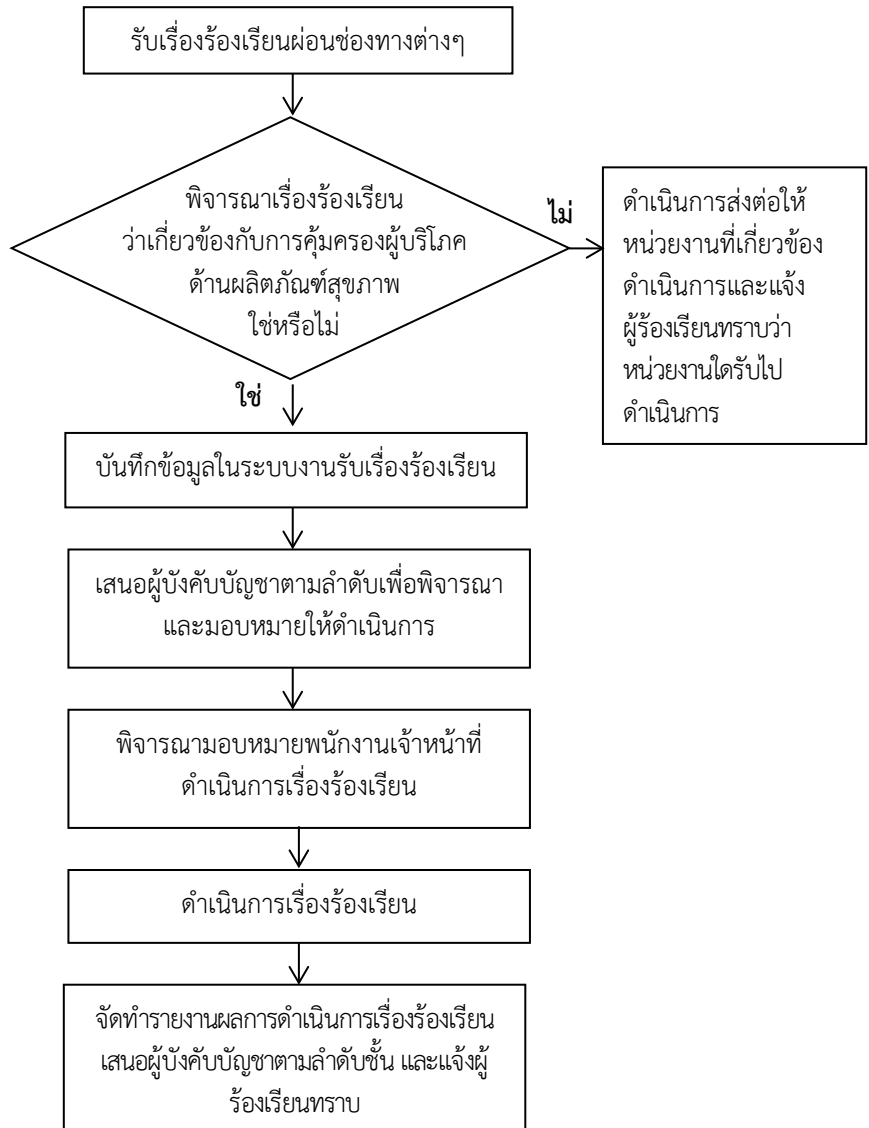 รับเรื่องร้องเรียนผ่อนช่องทางต่างๆ
พิจารณาเรื่องร้องเรียน
ว่าเกี่ยวข้องกับการคุ้มครองผู้บริโภค
ด้านผลิตภัณฑ์สุขภาพ
ใช่หรือไม่
ไม่
ดำเนินการส่งต่อให้
หน่วยงานที่เกี่ยวข้อง
ดำเนินการและแจ้ง
ผู้ร้องเรียนทราบว่า
หน่วยงานใดรับไป
ดำเนินการ
ใช่
บันทึกข้อมูลในระบบงานรับเรื่องร้องเรียน
เสนอผู้บังคับบัญชาตามลำดับเพื่อพิจารณา
และมอบหมายให้ดำเนินการ
พิจารณามอบหมายพนักงานเจ้าหน้าที่
ดำเนินการเรื่องร้องเรียน
ดำเนินการเรื่องร้องเรียน
จัดทำรายงานผลการดำเนินการเรื่องร้องเรียน
เสนอผู้บังคับบัญชาตามลำดับชั้น และแจ้งผู้
ร้องเรียนทราบ